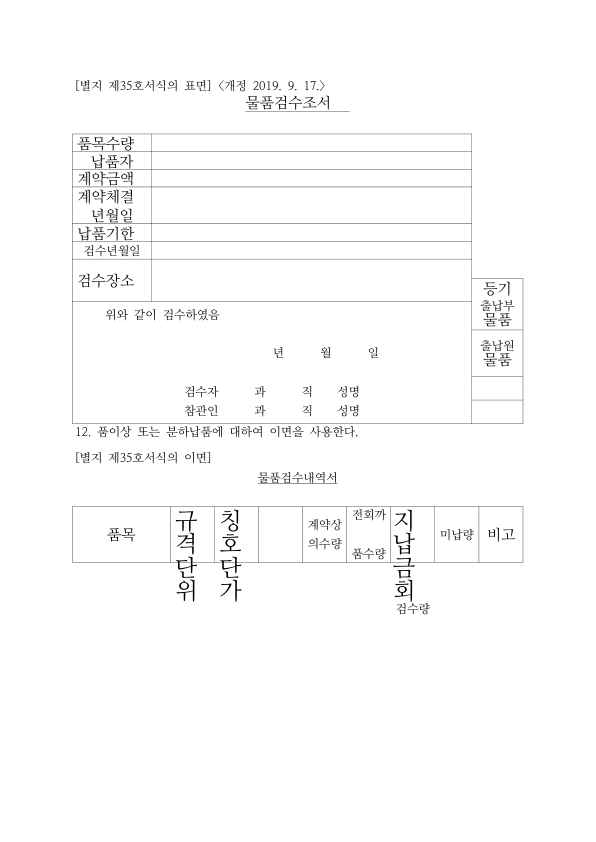 [별지 제35호서식의 표면] <개정 2019. 9. 17.>
물품검수조서
품목수량
납품자
계약금액
계약체결
년월일
납품기한
검수년월일
검수장소
등기
출납부
물품
출납원
물품
위와 같이 검수하였음
년 월 일
검수자 과 직 성명
참관인 과 직 성명
12. 품이상 또는 분하납품에 대하여 이면을 사용한다.
[별지 제35호서식의 이면]
물품검수내역서
품목
규격단위
칭호단가
계약상
의수량
전회까
품수량
지납금회
검수량
미납량
비고